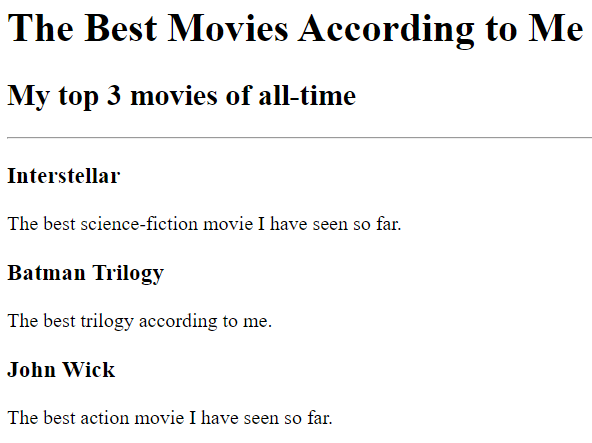 The Best Movies According to Me
My top 3 movies of all-time
Interstellar
The best science-fiction movie I have seen so far.
Batman Trilogy
The best trilogy according to me.
John Wick
The best action movie I have seen so far.